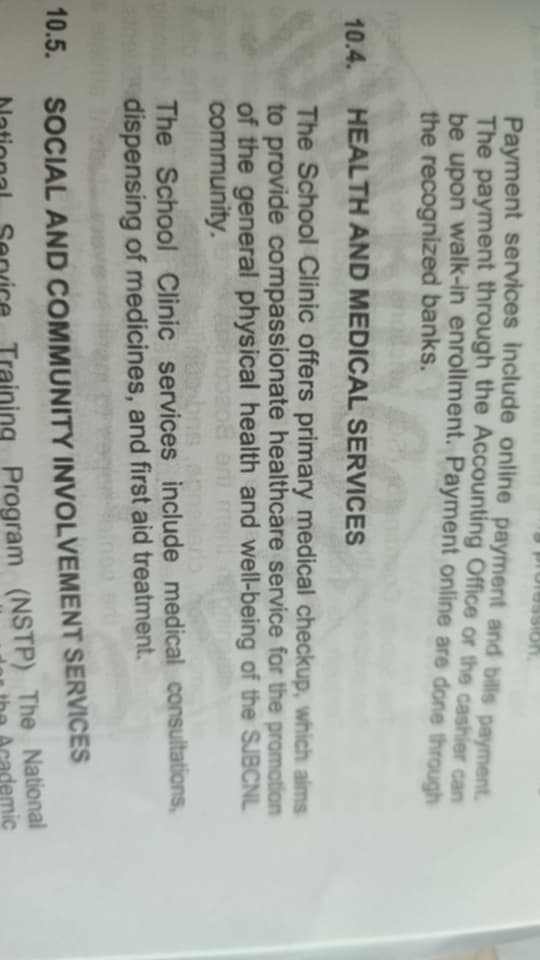 Payment services include online payment and bills payment.
The payment through the Accounting Office or the cashier can
be upon walk-in enrollment. Payment online are done through
the recognized banks.
10.4. HEALTH AND MEDICAL SERVICES
The School Clinic offers primary medical checkup, which aims
to provide compassionate healthcare service for the promotion
of the general physical health and well-being of the SJBCNL
community.
The School Clinic services include medical consultations,
dispensing of medicines, and first aid treatment.
10.5. SOCIAL AND COMMUNITY INVOLVEMENT SERVICES
National Service Training Program (NSTP) The National
the Academic